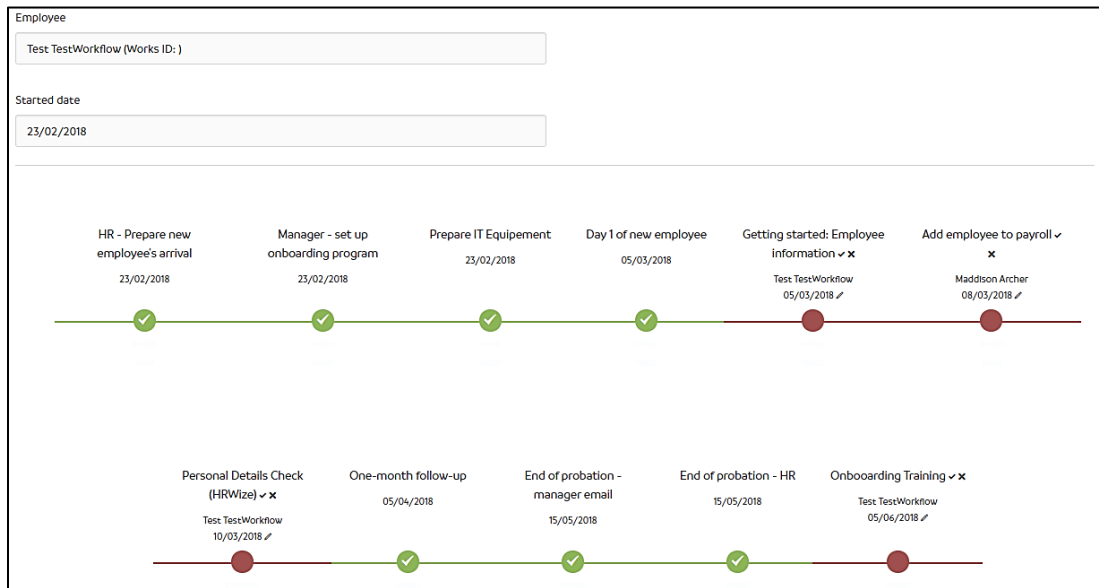 Employee
Test TestWorkflow (Works ID: )
Started date
23/02/2018
HR - Prepare new
employee's arrival
23/02/2018
Manager - set up
onboarding program
23/02/2018
Prepare IT Equipement
23/02/2018
Day 1 of new employee
05/03/2018
Getting started: Employee
information ✔ ✖
Test TestWorkflow
05/03/2018
Add employee to payroll ✔
✖
Maddison Archer
08/03/2018
Personal Details Check
(HRWize) ✔ ✖
Test TestWorkflow
10/03/2018
One-month follow-up
05/04/2018
End of probation -
manager email
15/05/2018
End of probation - HR
15/05/2018
Onbooarding Training ✔ ✖
Test TestWorkflow
05/06/2018